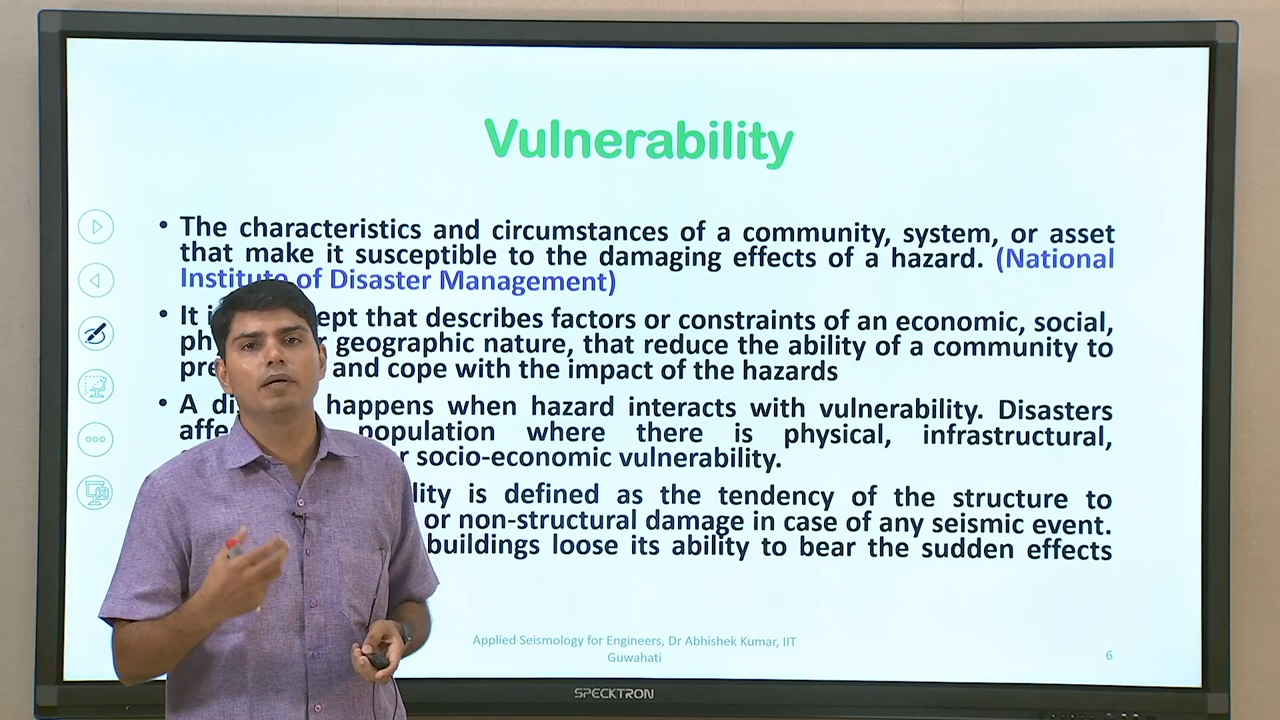 Vulnerability
• The characteristics and circumstances of a community, system, or asset
that make it susceptible to the damaging effects of a hazard. (National
Institute of Disaster Management)
• It ept that describes factors or constraints of an economic, social,
geographic nature, that reduce the ability of a community to
and cope with the impact of the hazards
• A happens when hazard interacts with vulnerability. Disasters
population where there is physical, infrastructural,
socio-economic vulnerability.
lity is defined as the tendency of the structure to
or non-structural damage in case of any seismic event.
buildings loose its ability to bear the sudden effects
Applied Seismology for Engineers, Dr Abhishek Kumar, IIT
Guwahati
6
SPECKTRON